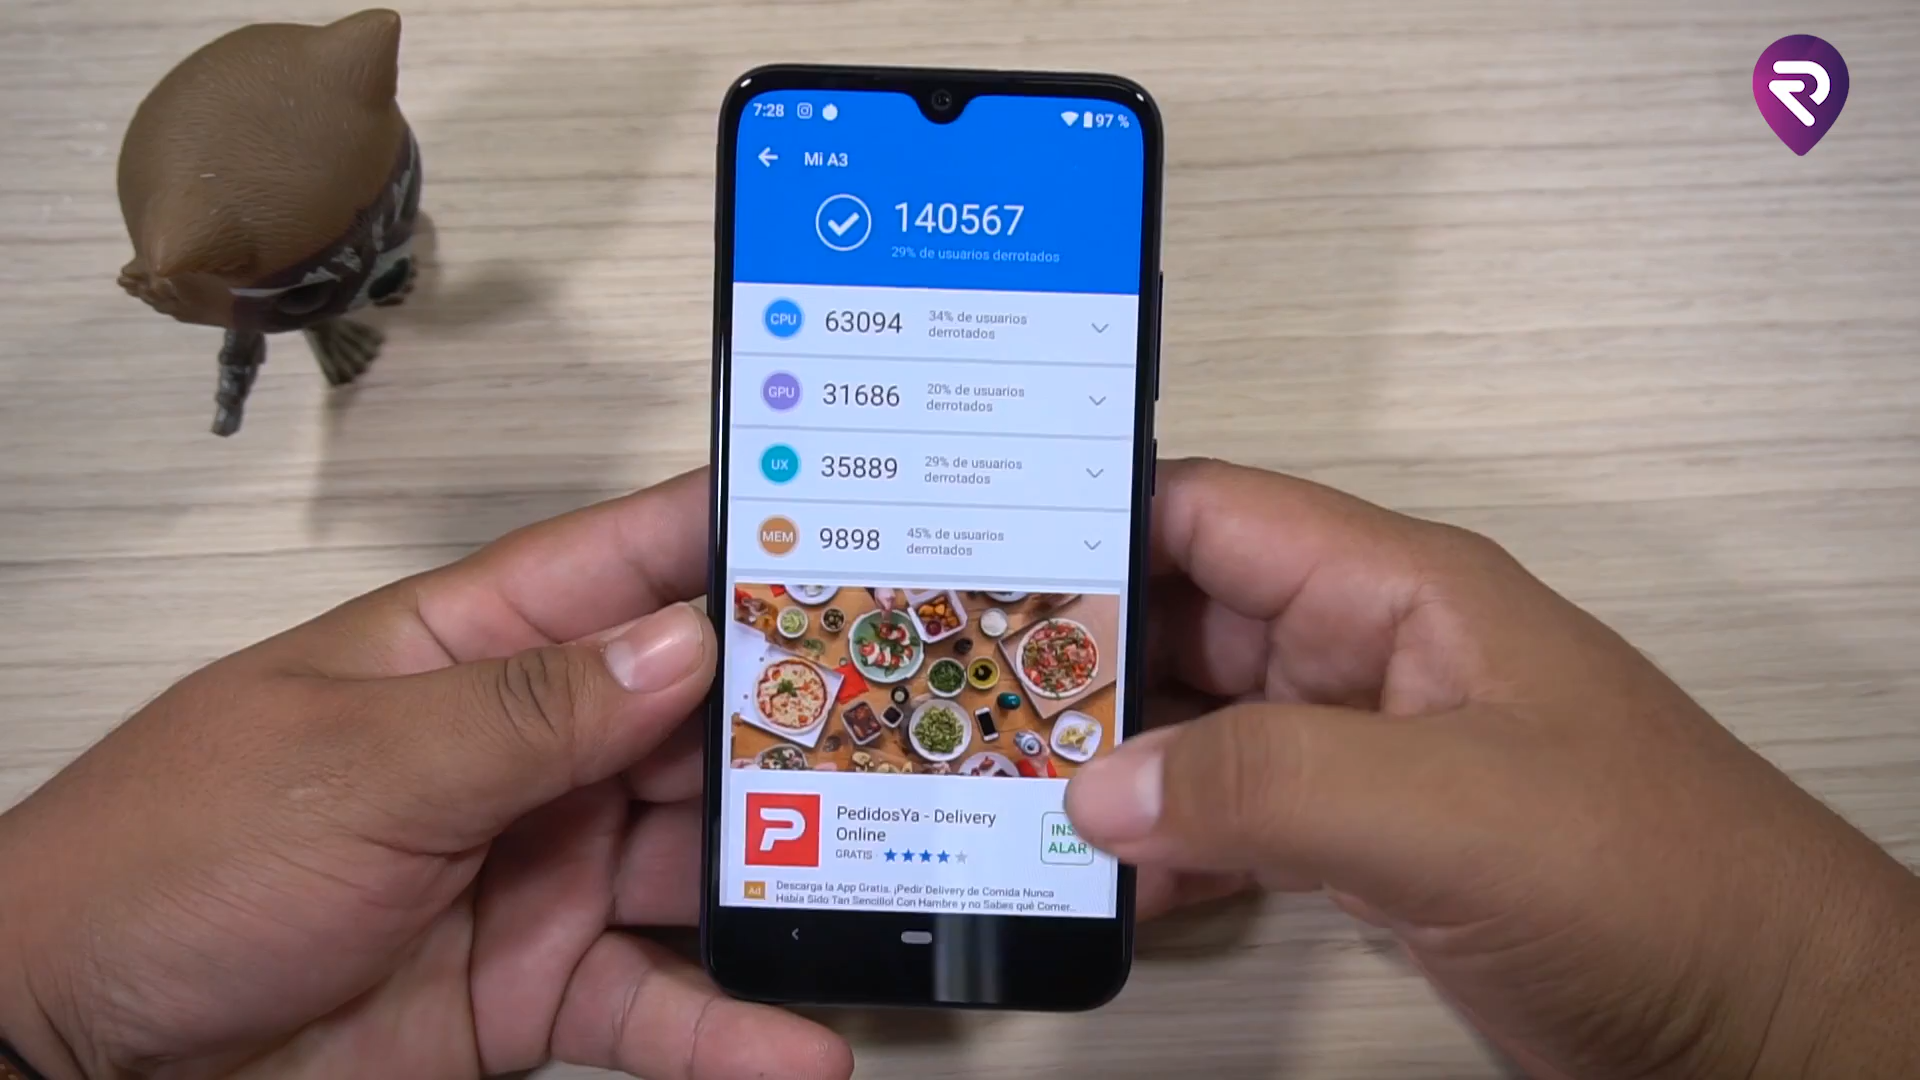 7:28
97 %
Mi A3
140567
29% de usuarios derrotados
CPU
63094
34% de usuarios
derrotados
GPU
31686
20% de usuarios
derrotados
UX
35889
29% de usuarios
derrotados
MEM
9898
45% de usuarios
derrotados
PedidosYa - Delivery
Online
GRATIS
INS
ALAR
Ad
Descarga la App Gratis. ¡Pedir Delivery de Comida Nunca
Había Sido Tan Sencillo! Con Hambre y no Sabes qué Comer...